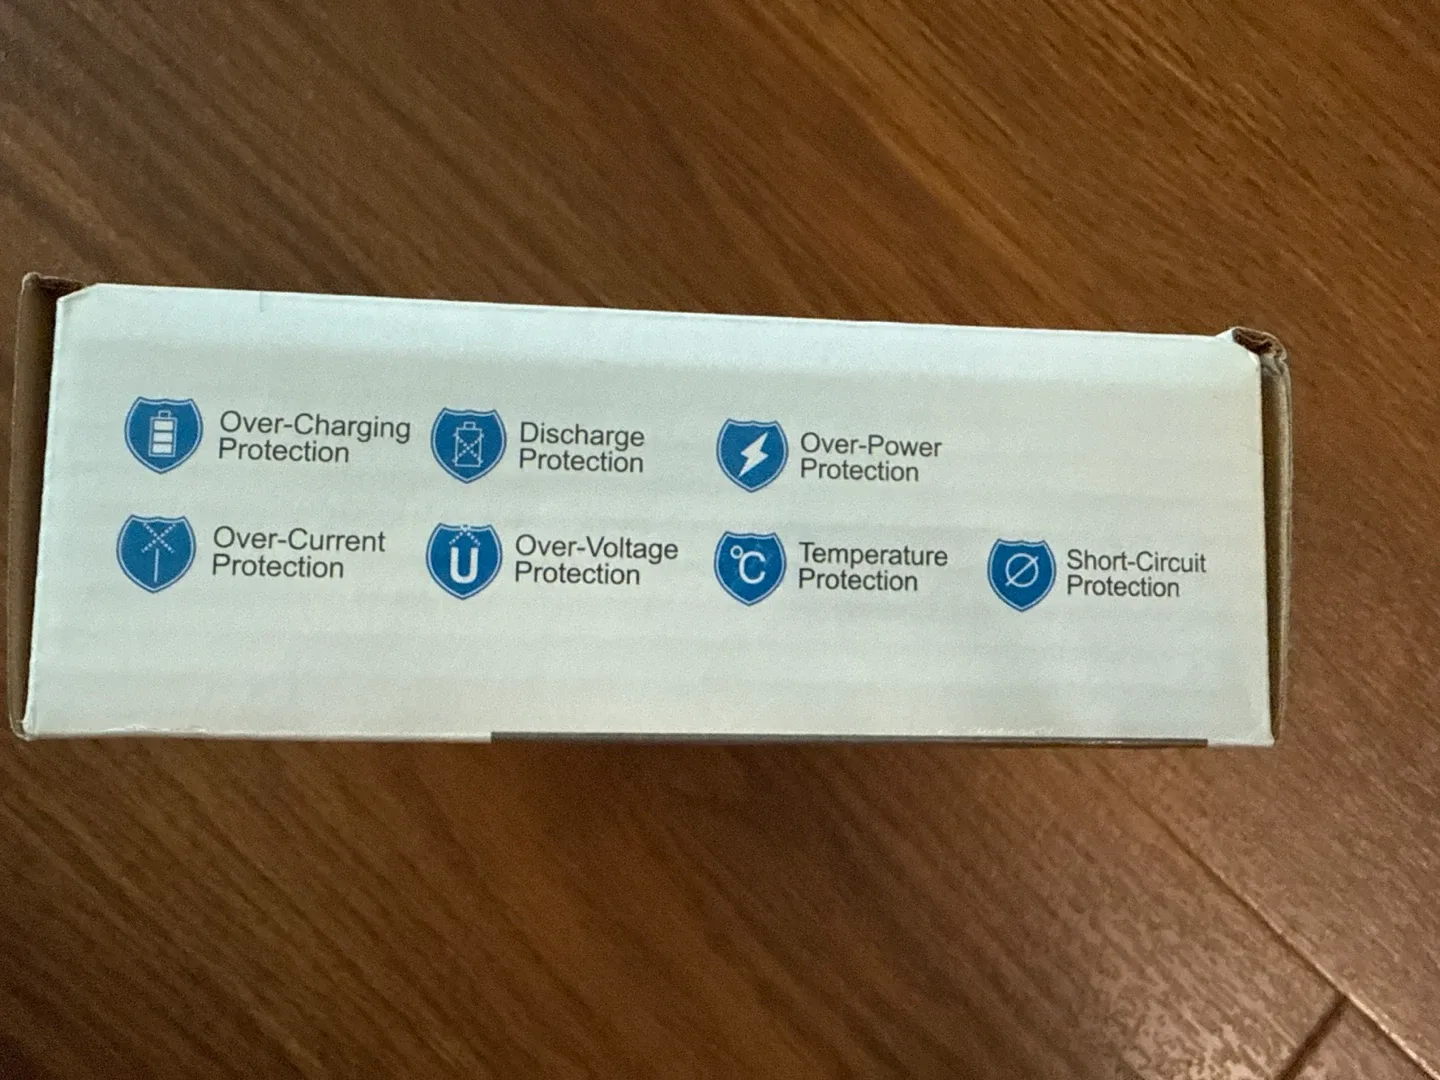 Over-Charging
Protection
Discharge
Protection
Over-Power
Protection
Over-Current
Protection
U
Over-Voltage
Protection
°C
Temperature
Protection
Short-Circuit
Protection